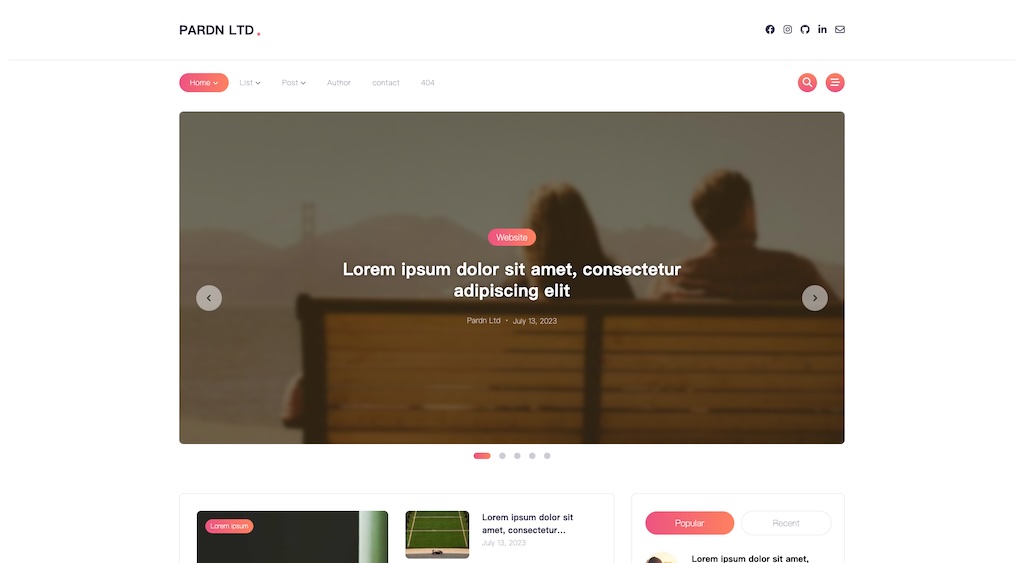 PARDN LTD.
Home List Post Author contact 404
Website
Lorem ipsum dolor sit amet, consectetur
adipiscing elit
Pardn Ltd • July 13, 2023
Lorem ipsum
Lorem ipsum dolor sit
amet, consectetur...
July 13, 2023
Popular Recent
Lorem ipsum dolor sit amet,